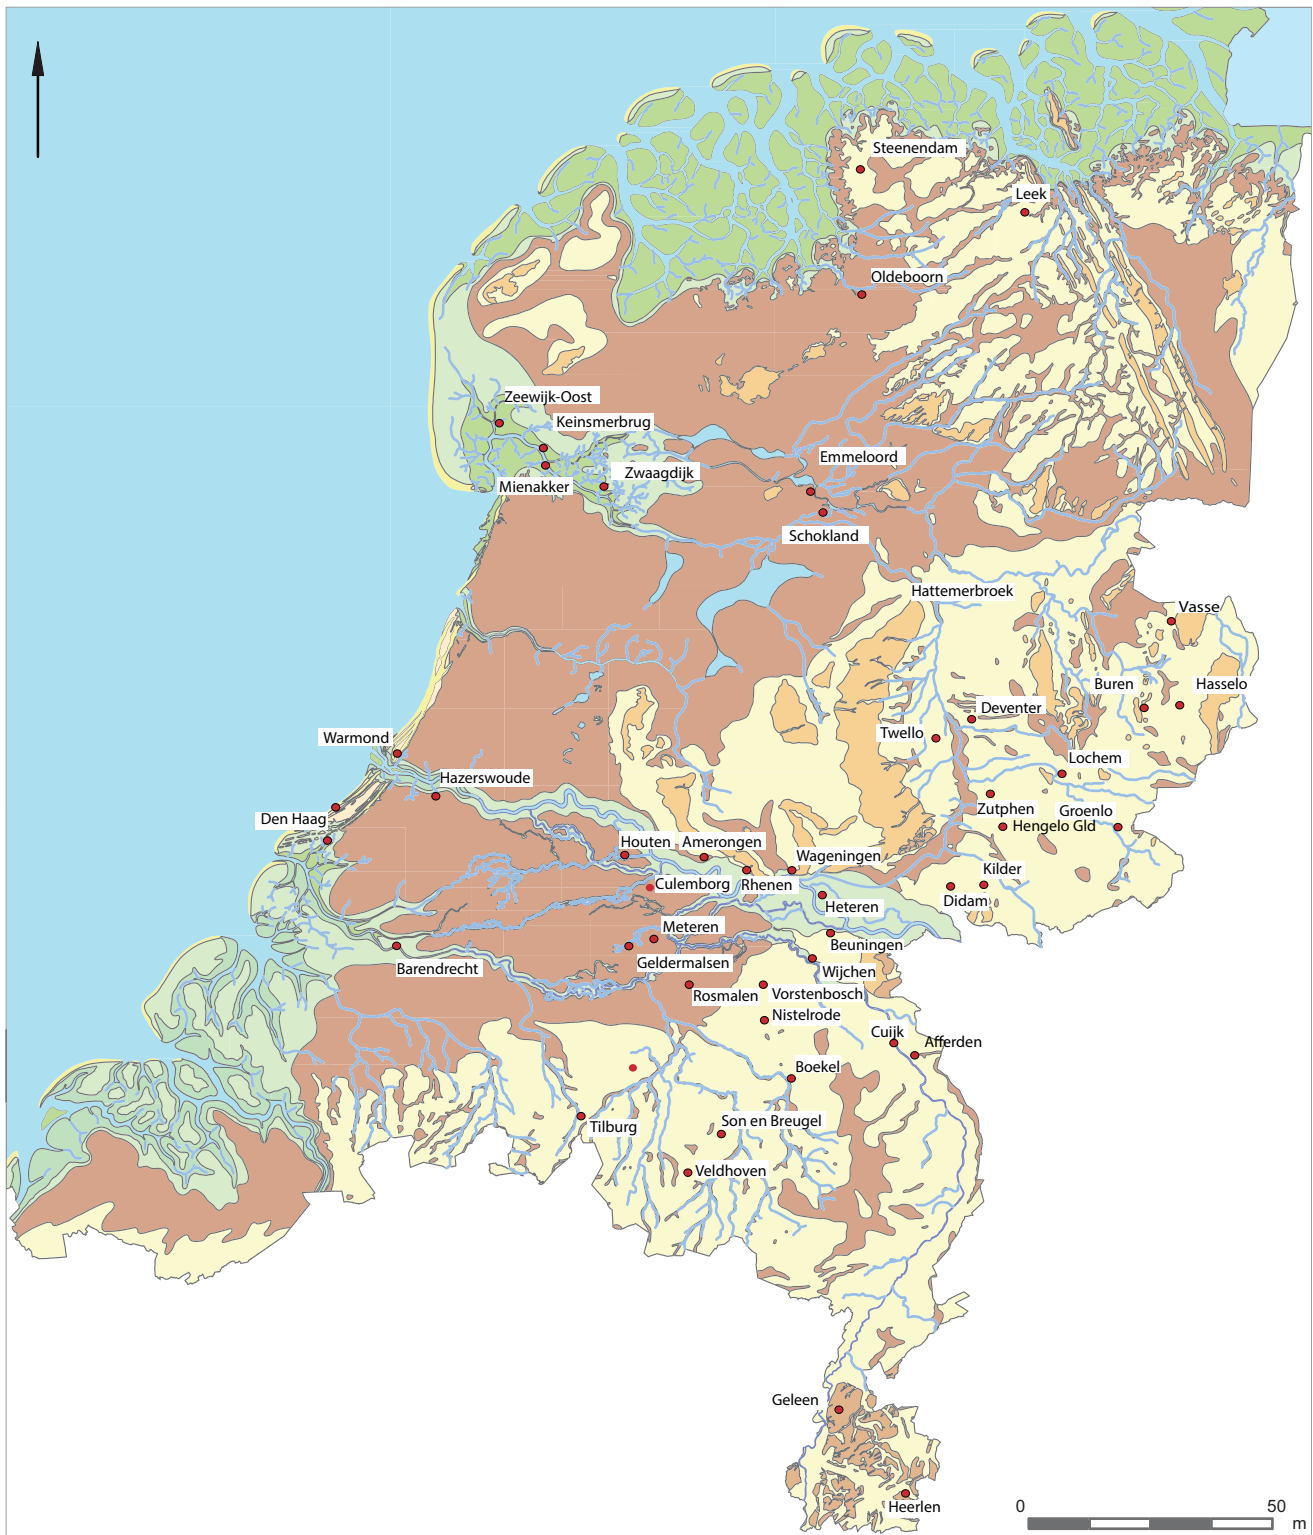 Steenendam
Leek
Oldeboorn
Zeewijk-Oost
Keinsmerbrug
Emmeloord
Zwaagdijk
Mienakker
Schokland
Hattemerbroek
Vasse
Buren
Hasselo
Deventer
Twello
Warmond
Lochem
Hazerswoude
Zutphen
Groenlo
Den Haag
Hengelo Gld
Houten
Amerongen
Wageningen
Kilder
Culemborg
Rhenen
Didam
Heteren
Meteren
Beuningen
Geldermalsen
Barendrecht
Wijchen
Rosmalen
Vorstenbosch
Nistelrode
Cuijk
Afferden
Boekel
Son en Breugel
Tilburg
Veldhoven
Geleen
Heerlen
0
50
m